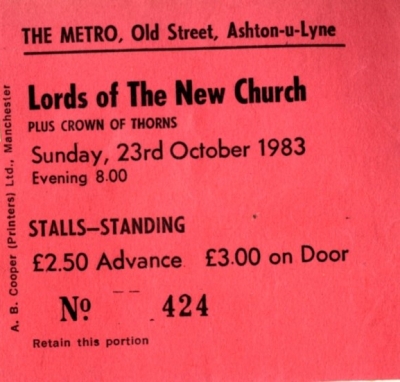 THE METRO, Old Street, Ashton-u-Lyne
Lords of The New Church
PLUS CROWN OF THORNS
Sunday, 23rd October 1983
Evening 8.00
STALLS—STANDING
£2.50 Advance £3.00 on Door
Nº 424
Retain this portion
A. B. Cooper (Printers) Ltd., Manchester